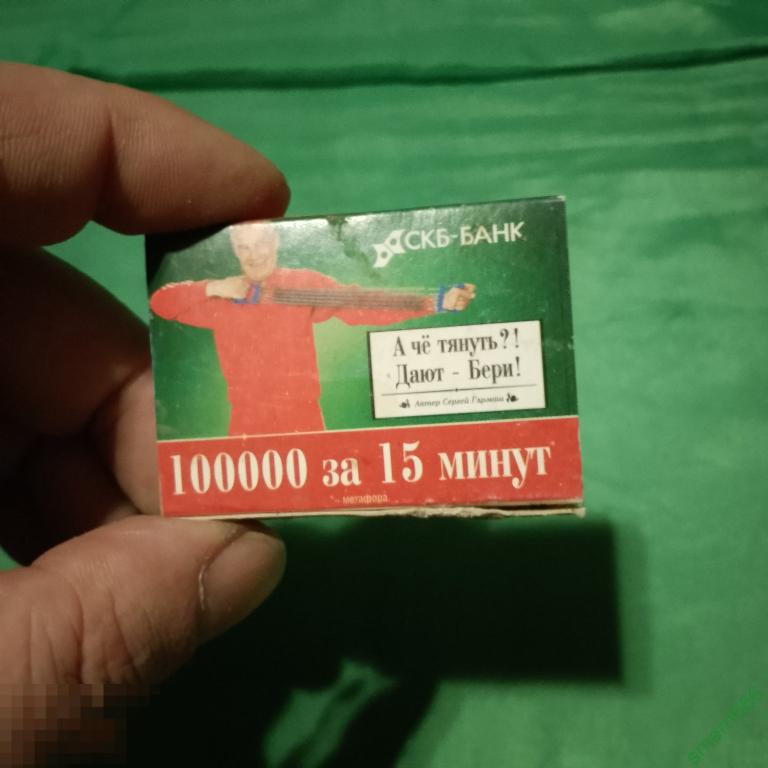 СКБ-БАНК
А чё тянуть?!
Дают - Бери!
Актер Сергей Гармаш
100000 за 15 минут
метафора